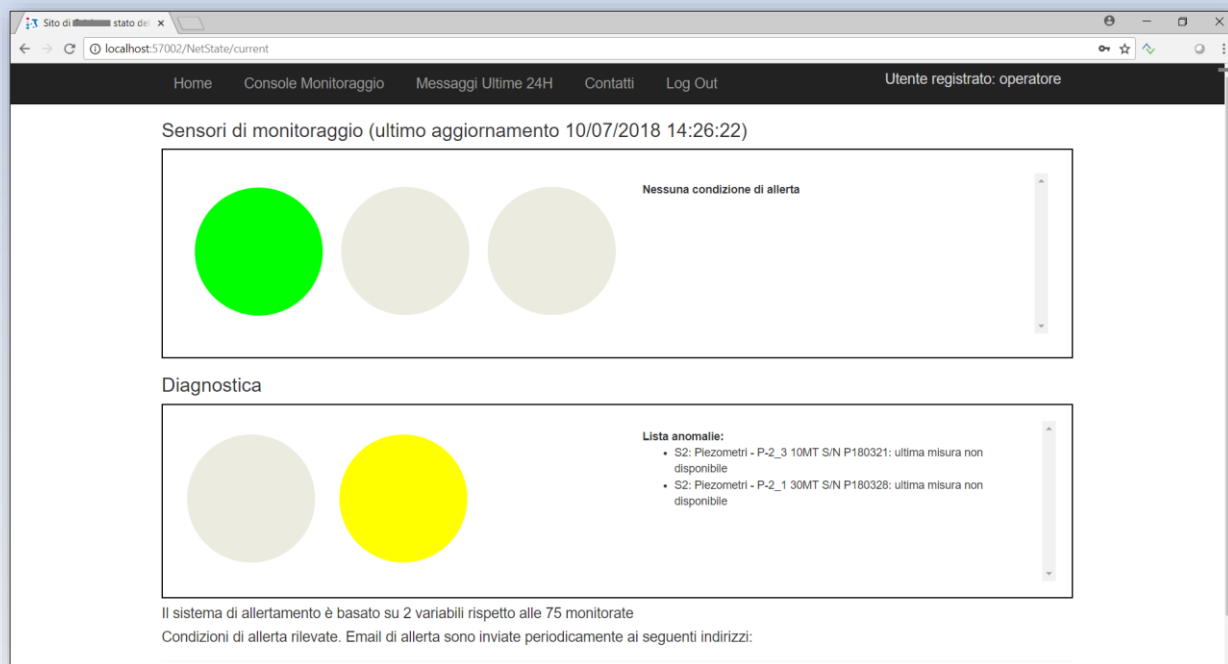 Sito di stato del
localhost:57002/NetState/current
Home Console Monitoraggio Messaggi Ultime 24H Contatti Log Out Utente registrato: operatore
Sensori di monitoraggio (ultimo aggiornamento 10/07/2018 14:26:22)
Nessuna condizione di allerta
Diagnostica
Lista anomalie:
• S2: Piezometri - P-2_3 10MT S/N P180321: ultima misura non
disponibile
• S2: Piezometri - P-2_1 30MT S/N P180328: ultima misura non
disponibile
Il sistema di allertamento è basato su 2 variabili rispetto alle 75 monitorate
Condizioni di allerta rilevate. Email di allerta sono inviate periodicamente ai seguenti indirizzi: